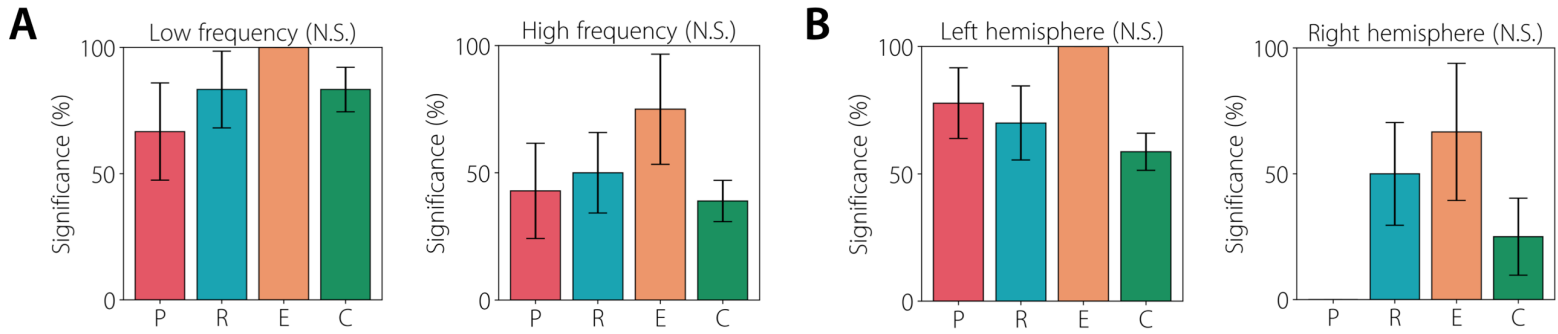 A
Low frequency (N.S.)
Significance (%)
100
50
0
P R E C
High frequency (N.S.)
Significance (%)
100
50
0
P R E C
B
Left hemisphere (N.S.)
Significance (%)
100
50
0
P R E C
Right hemisphere (N.S.)
Significance (%)
100
50
0
P R E C